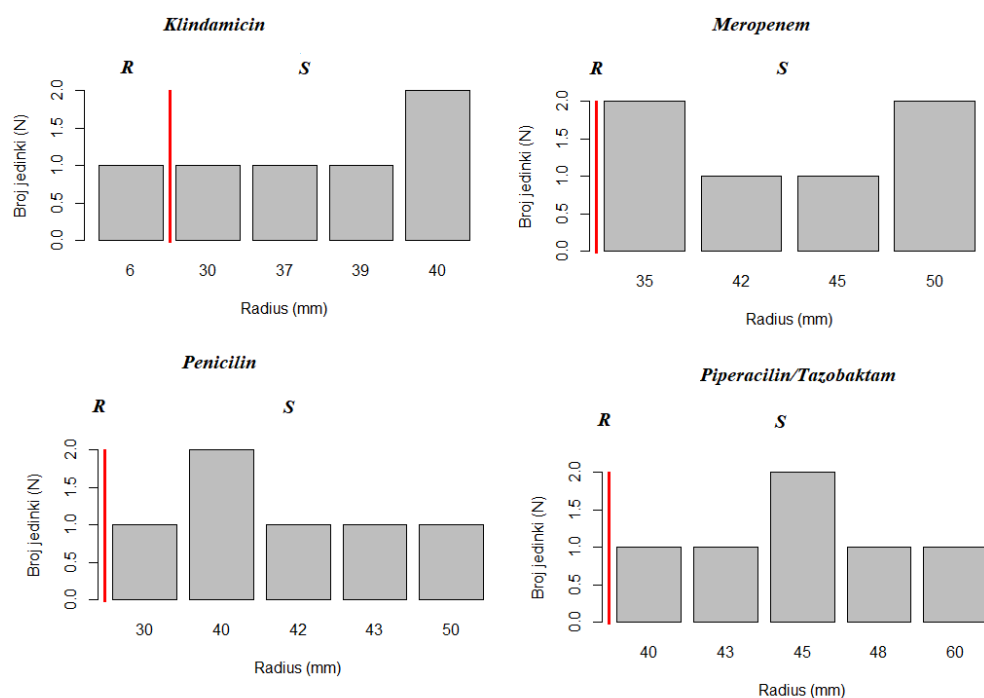 Klindamicin
R S
Broj jedinki (N)
0.0 0.5 1.0 1.5 2.0
6 30 37 39 40
Radius (mm)
Meropenem
R S
Broj jedinki (N)
0.0 0.5 1.0 1.5 2.0
35 42 45 50
Radius (mm)
Penicilin
R S
Broj jedinki (N)
0.0 0.5 1.0 1.5 2.0
30 40 42 43 50
Radius (mm)
Piperacilin/Tazobaktam
R S
Broj jedinki (N)
0.0 0.5 1.0 1.5 2.0
40 43 45 48 60
Radius (mm)